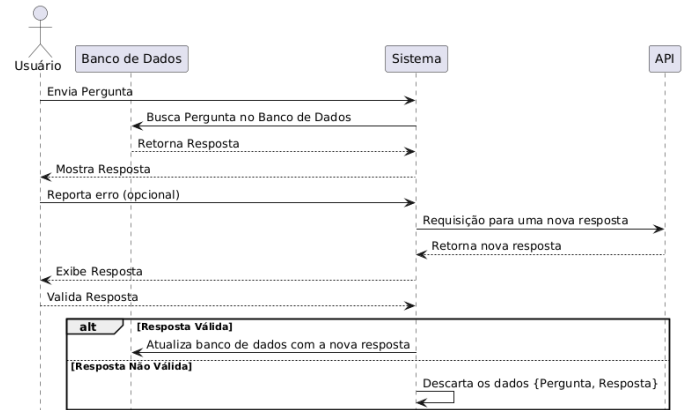 Usuário
Banco de Dados
Sistema
API
Envia Pergunta
Busca Pergunta no Banco de Dados
Retorna Resposta
Mostra Resposta
Reporta erro (opcional)
Requisição para uma nova resposta
Retorna nova resposta
Exibe Resposta
Valida Resposta
alt [Resposta Válida]
Atualiza banco de dados com a nova resposta
[Resposta Não Válida]
Descarta os dados {Pergunta, Resposta}